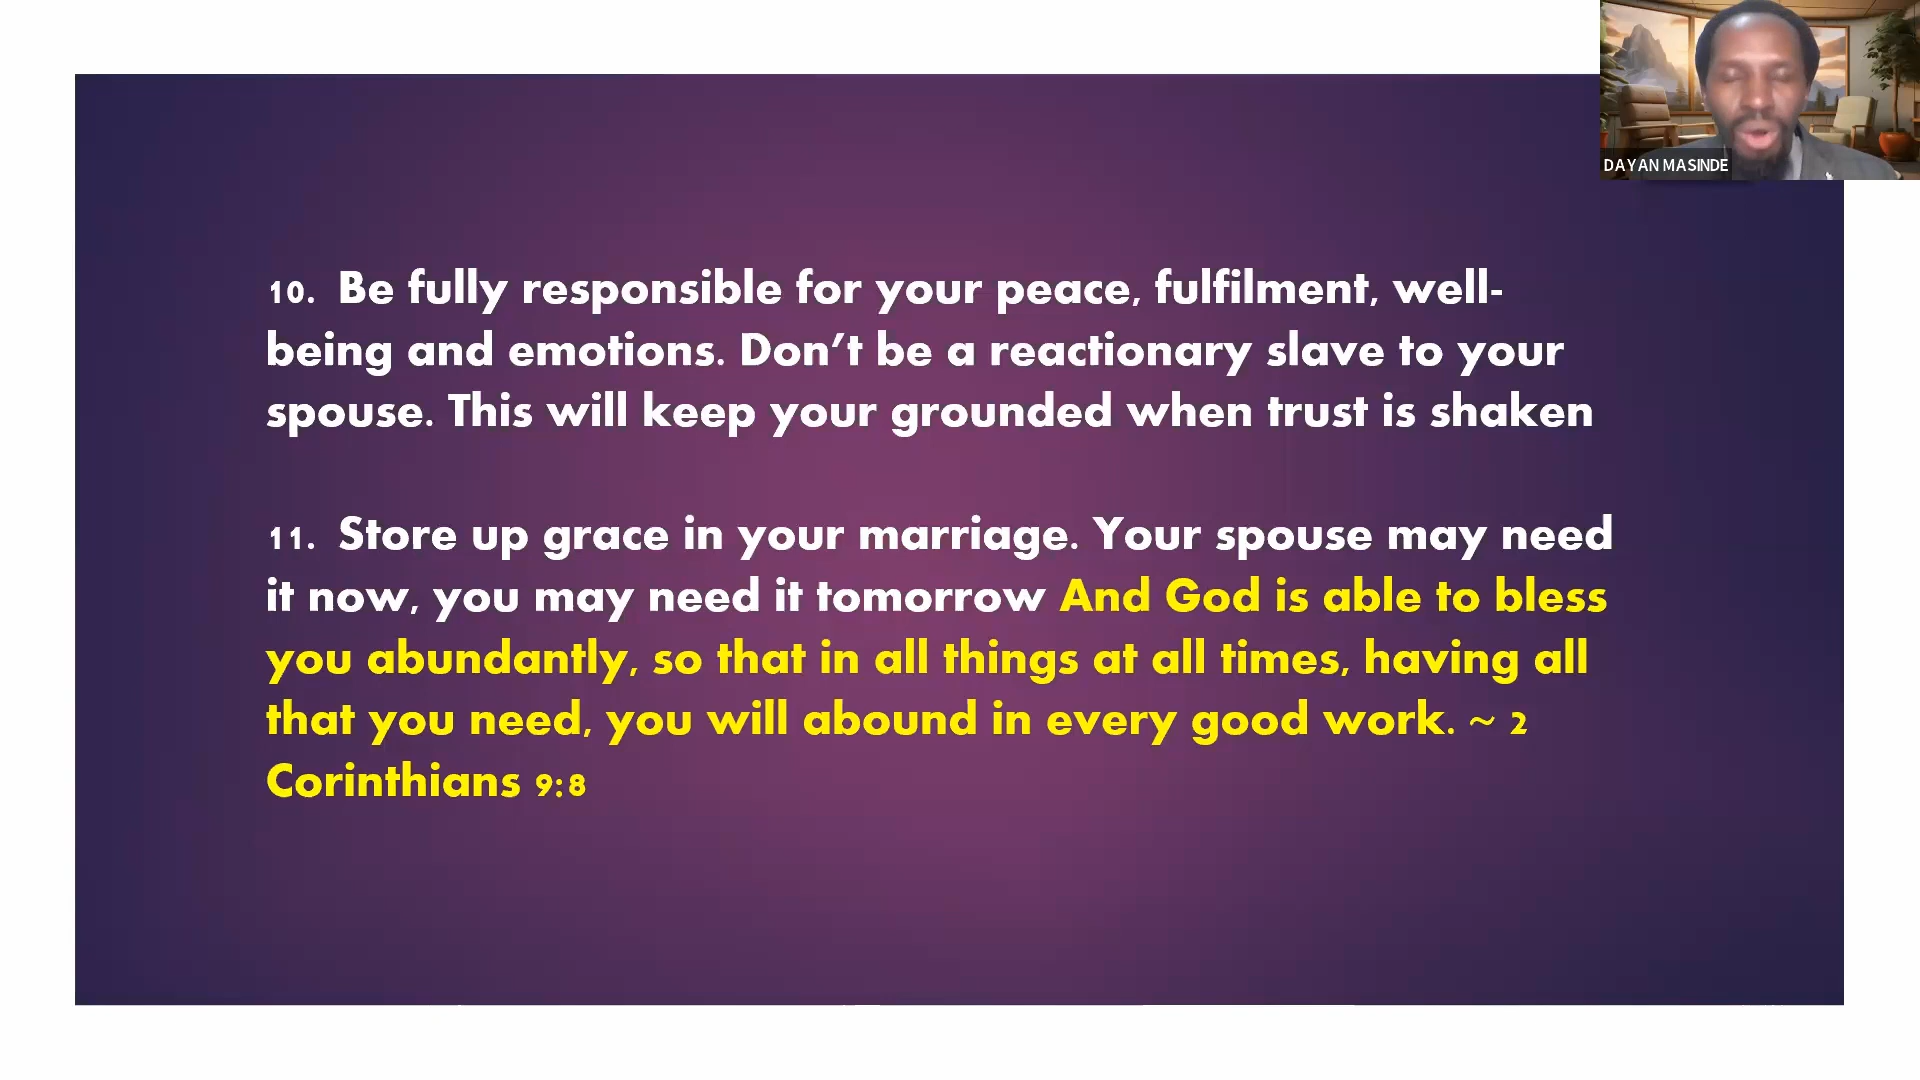 DAYAN MASINDE
10. Be fully responsible for your peace, fulfilment, well-
being and emotions. Don't be a reactionary slave to your
spouse. This will keep your grounded when trust is shaken
11. Store up grace in your marriage. Your spouse may need
it now, you may need it tomorrow And God is able to bless
you abundantly, so that in all things at all times, having all
that you need, you will abound in every good work. ~ 2
Corinthians 9:8